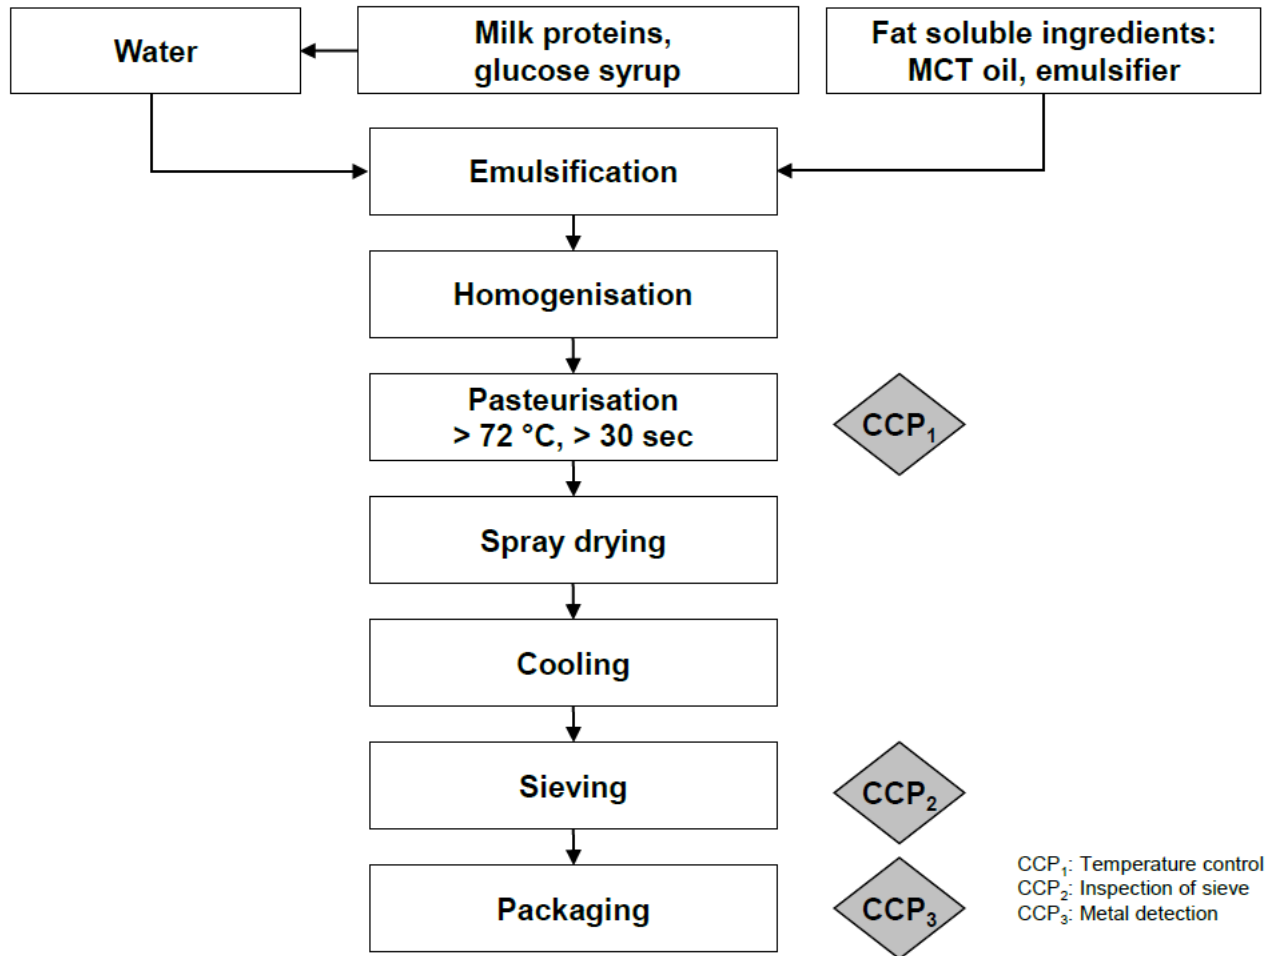 Water
Milk proteins,
glucose syrup
Fat soluble ingredients:
MCT oil, emulsifier
Emulsification
Homogenisation
Pasteurisation
> 72 °C, > 30 sec
CCP₁
Spray drying
Cooling
Sieving
CCP₂
Packaging
CCP₃
CCP₁: Temperature control
CCP₂: Inspection of sieve
CCP₃: Metal detection